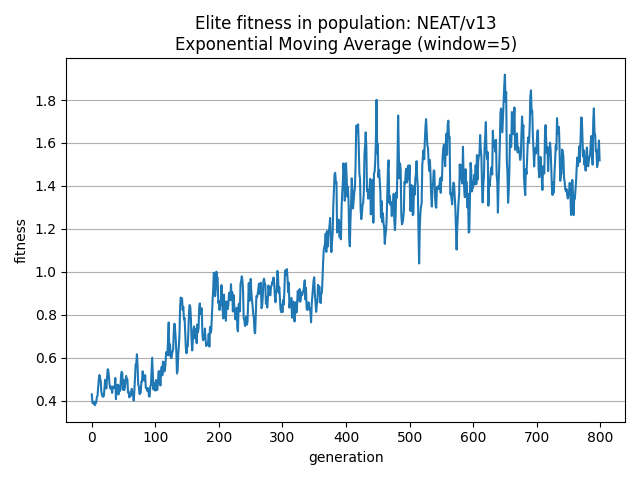 Elite fitness in population: NEAT/v13
Exponential Moving Average (window=5)
fitness
1.8
1.6
1.4
1.2
1.0
0.8
0.6
0.4
0 100 200 300 400 500 600 700 800
generation